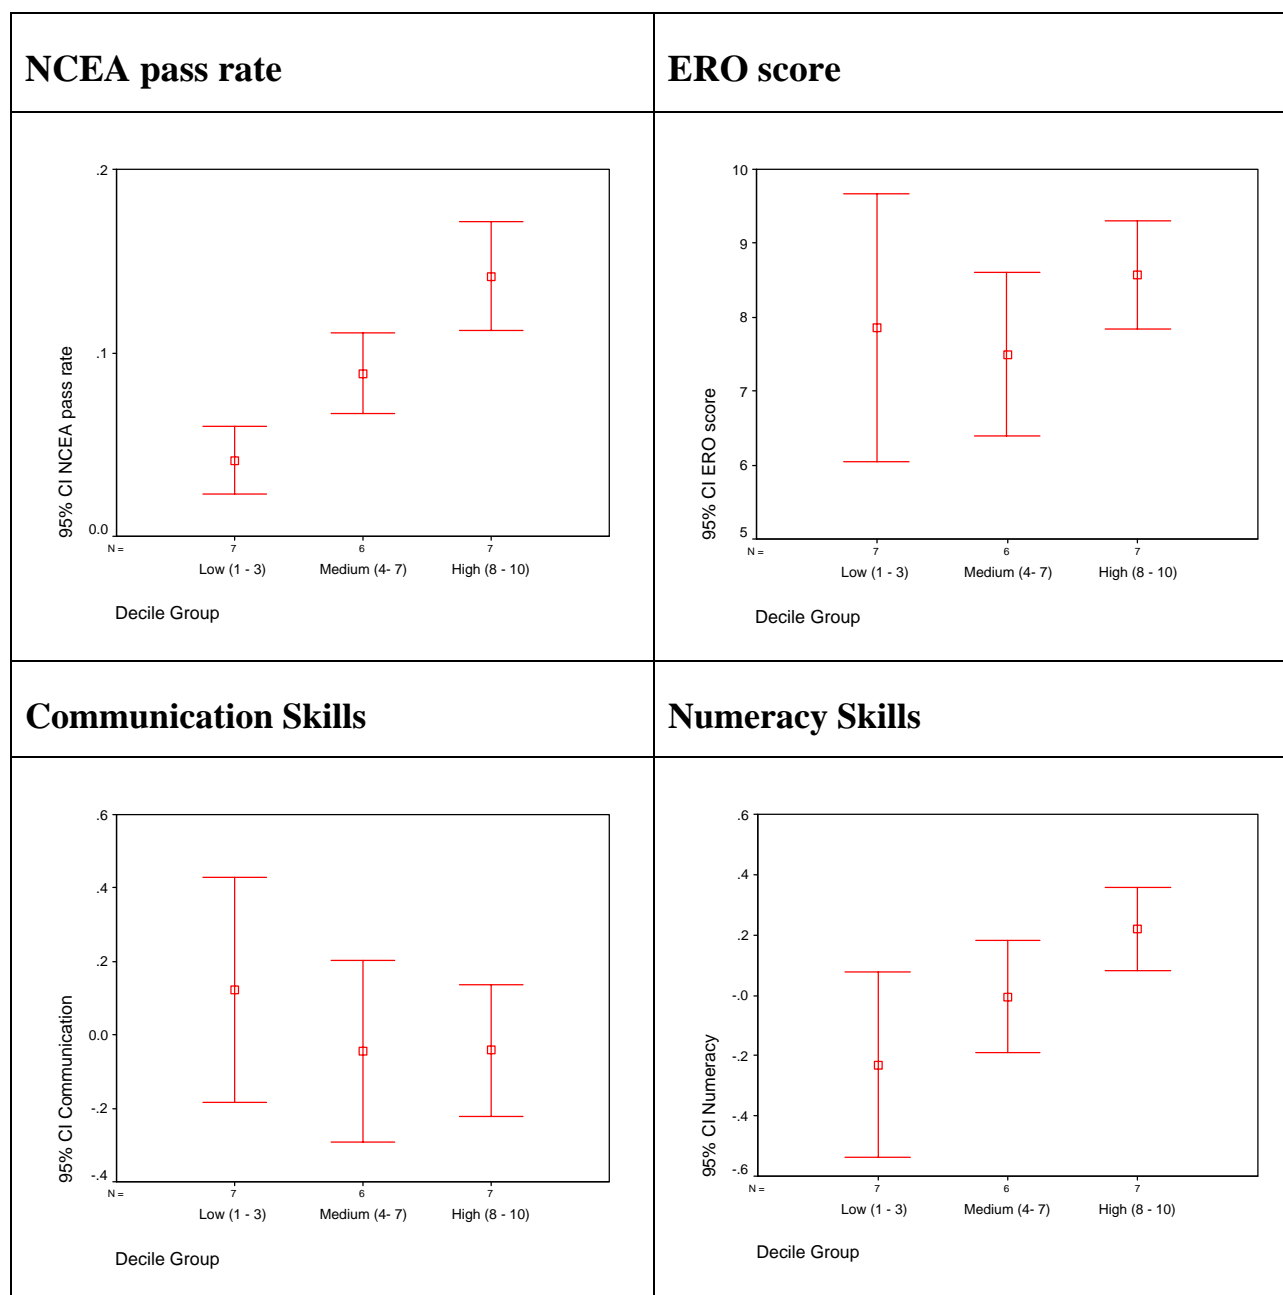 NCEA pass rate
ERO score
.2
.1
0.0
95% CI NCEA pass rate
N =
7
6
7
Low (1 - 3)
Medium (4- 7)
High (8 - 10)
Decile Group
10
9
8
7
6
5
95% CI ERO score
N =
7
6
7
Low (1 - 3)
Medium (4- 7)
High (8 - 10)
Decile Group
Communication Skills
Numeracy Skills
.6
.4
.2
0.0
-.2
-.4
95% CI Communication
N =
7
6
7
Low (1 - 3)
Medium (4- 7)
High (8 - 10)
Decile Group
.6
.4
.2
-.0
-.2
-.4
-.6
95% CI Numeracy
N =
7
6
7
Low (1 - 3)
Medium (4- 7)
High (8 - 10)
Decile Group